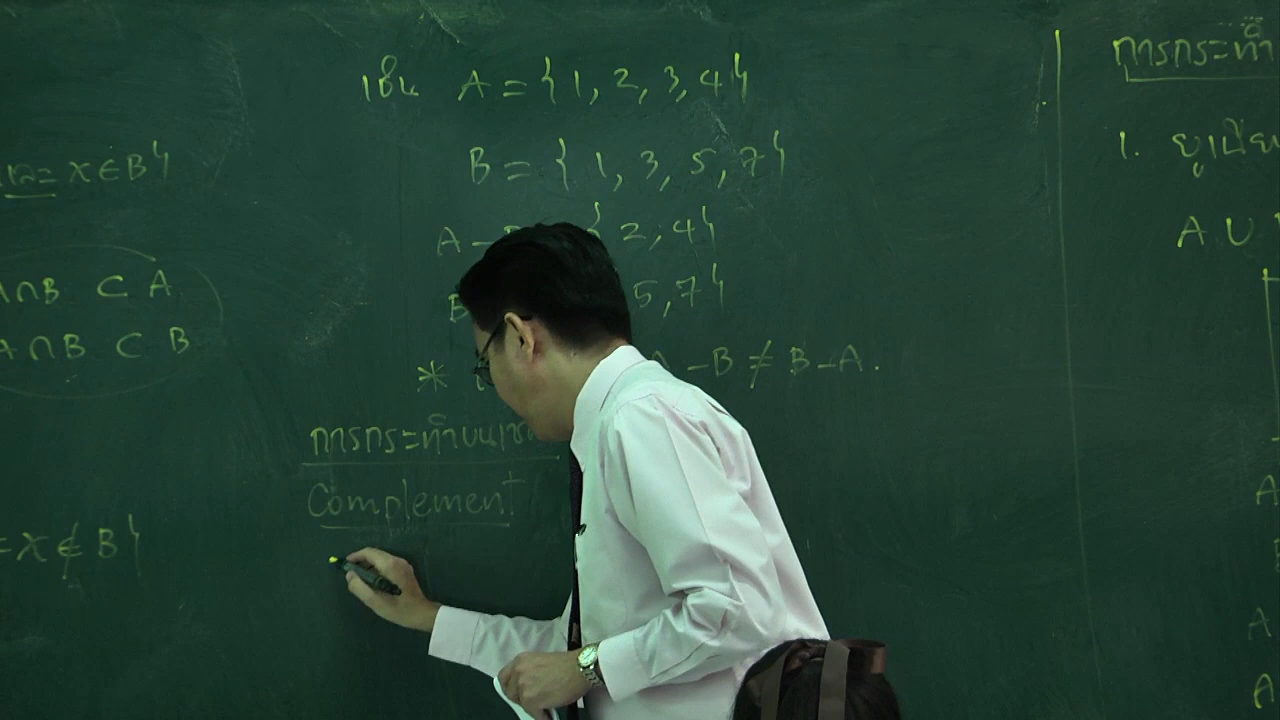 และ x ∈ B}
A∩B ⊂ A
A∩B ⊂ B
= x ∉ B}
เช่น A = {1, 2, 3, 4}
B = {1, 3, 5, 7}
A - {2, 4}
B 5, 7}
* A - B ≠ B - A.
การกระทำบน
Complement
การกระทำ
1.
A ∪
A
A
A